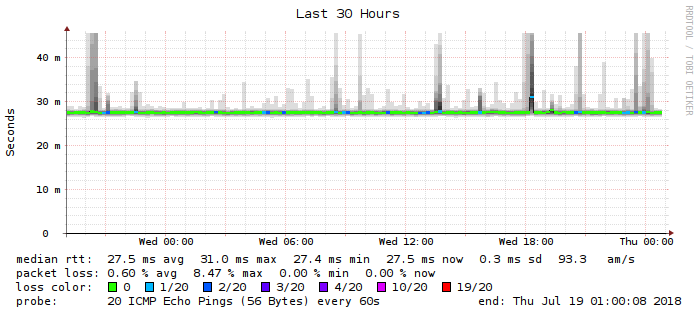 Last 30 Hours
RRDTOOL / TOBI OETIKER
Seconds
40 m
30 m
20 m
10 m
0
Wed 00:00 Wed 06:00 Wed 12:00 Wed 18:00 Thu 00:00
median rtt: 27.5 ms avg 31.0 ms max 27.4 ms min 27.5 ms now 0.3 ms sd 93.3 am/s
packet loss: 0.60 % avg 8.47 % max 0.00 % min 0.00 % now
loss color: 0 1/20 2/20 3/20 4/20 10/20 19/20
probe: 20 ICMP Echo Pings (56 Bytes) every 60s end: Thu Jul 19 01:00:08 2018